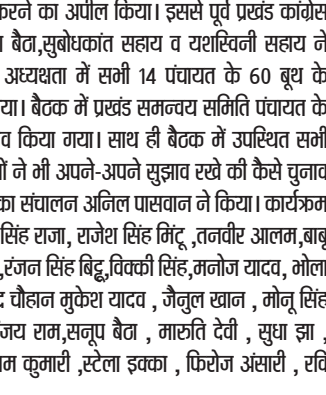 करने का अपील किया। इससे पूर्व प्रखंड कांग्रेस
बैठा,सुबोधकांत सहाय व यशस्विनी सहाय ने
अध्यक्षता में सभी 14 पंचायत के 60 बूथ के
या। बैठक में प्रखंड समन्वय समिति पंचायत के
व किया गया। साथ ही बैठक में उपस्थित सभी
ों ने भी अपने-अपने सुझाव रखे की कैसे चुनाव
का संचालन अनिल पासवान ने किया। कार्यक्रम
सिंह राजा, राजेश सिंह मिंटू ,तनवीर आलम,बाबू
,रंजन सिंह बिट्टू,विक्की सिंह,मनोज यादव, भोला
चौहान मुकेश यादव , जैनुल खान , मोनू सिंह
ंजय राम,सनूप बैठा , मारुति देवी , सुधा झा ,
म कुमारी ,स्टेला इक्का , फिरोज अंसारी , रवि